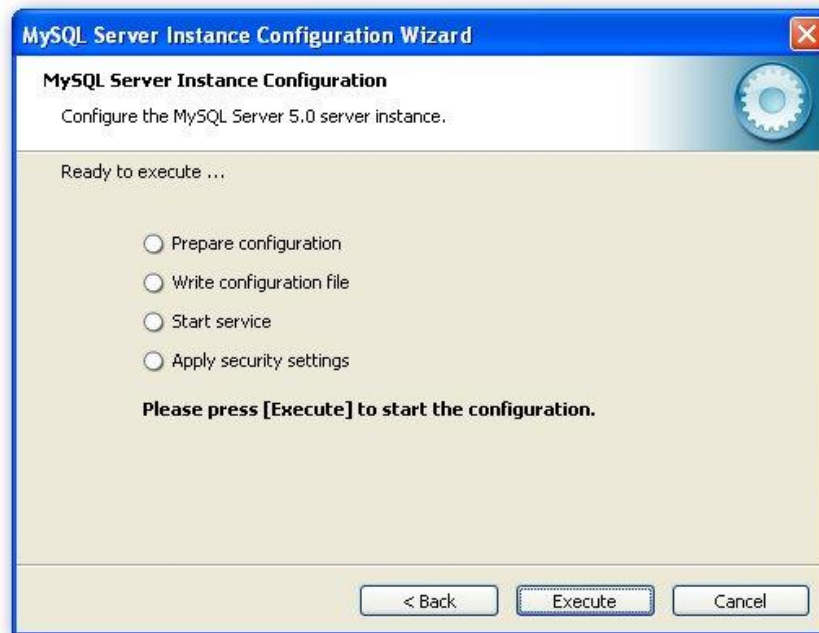 MySQL Server Instance Configuration Wizard
MySQL Server Instance Configuration
Configure the MySQL Server 5.0 server instance.
Ready to execute ...
Prepare configuration
Write configuration file
Start service
Apply security settings
Please press [Execute] to start the configuration.
< Back Execute Cancel